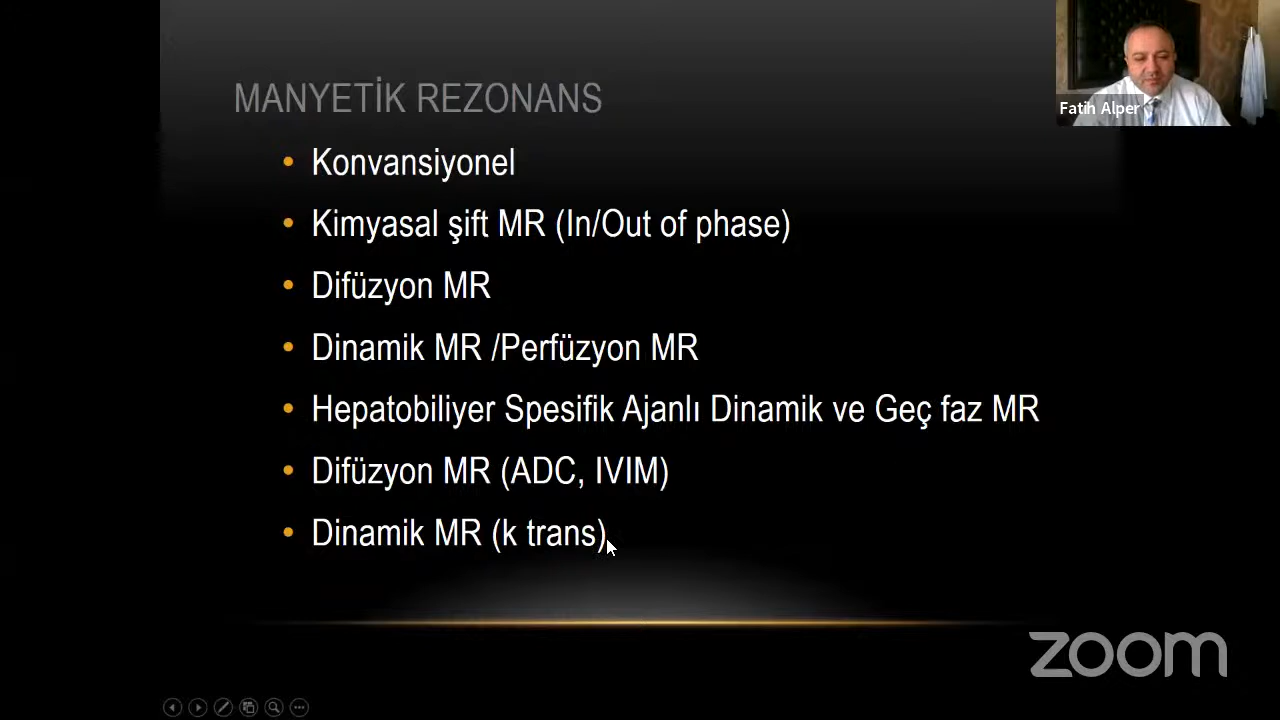 MANYETİK REZONANS
Fatih Alper
• Konvansiyonel
• Kimyasal şift MR (In/Out of phase)
• Difüzyon MR
• Dinamik MR /Perfüzyon MR
• Hepatobiliyer Spesifik Ajanlı Dinamik ve Geç faz MR
• Difüzyon MR (ADC, IVIM)
• Dinamik MR (k trans)
zoom